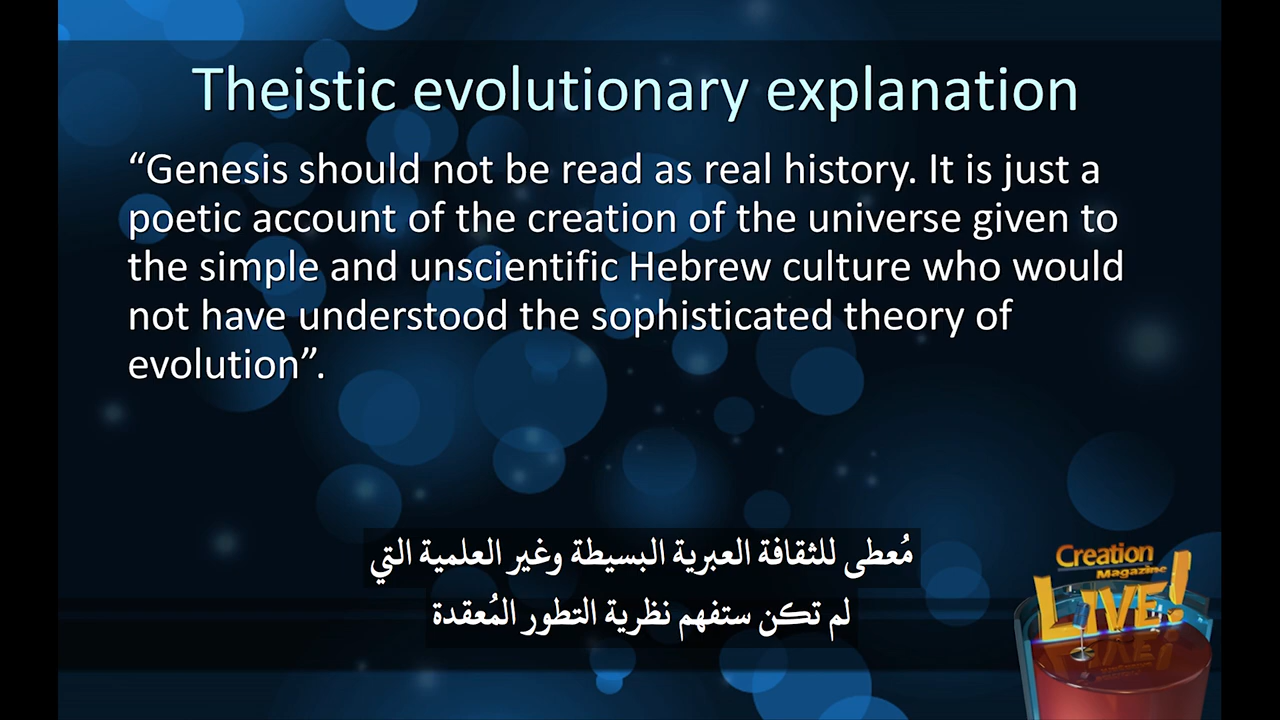 Theistic evolutionary explanation
“Genesis should not be read as real history. It is just a
poetic account of the creation of the universe given to
the simple and unscientific Hebrew culture who would
not have understood the sophisticated theory of
evolution”.
مُعطى للثقافة العبرية البسيطة وغير العلمية التي
لم تكن ستفهم نظرية التطور المُعقدة
Creation
Magazine
LIVE!